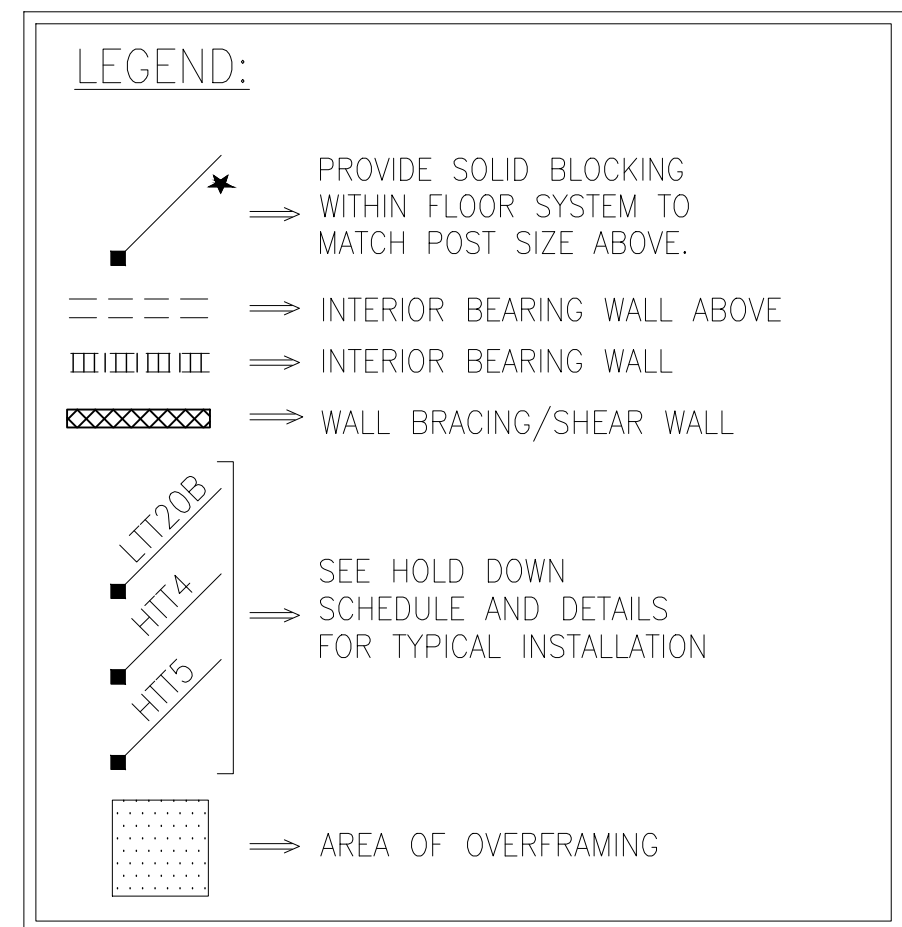 LEGEND:
PROVIDE SOLID BLOCKING
WITHIN FLOOR SYSTEM TO
MATCH POST SIZE ABOVE.
INTERIOR BEARING WALL ABOVE
INTERIOR BEARING WALL
WALL BRACING/SHEAR WALL
LTT20B
HTT4
HTT5
SEE HOLD DOWN
SCHEDULE AND DETAILS
FOR TYPICAL INSTALLATION
AREA OF OVERFRAMING